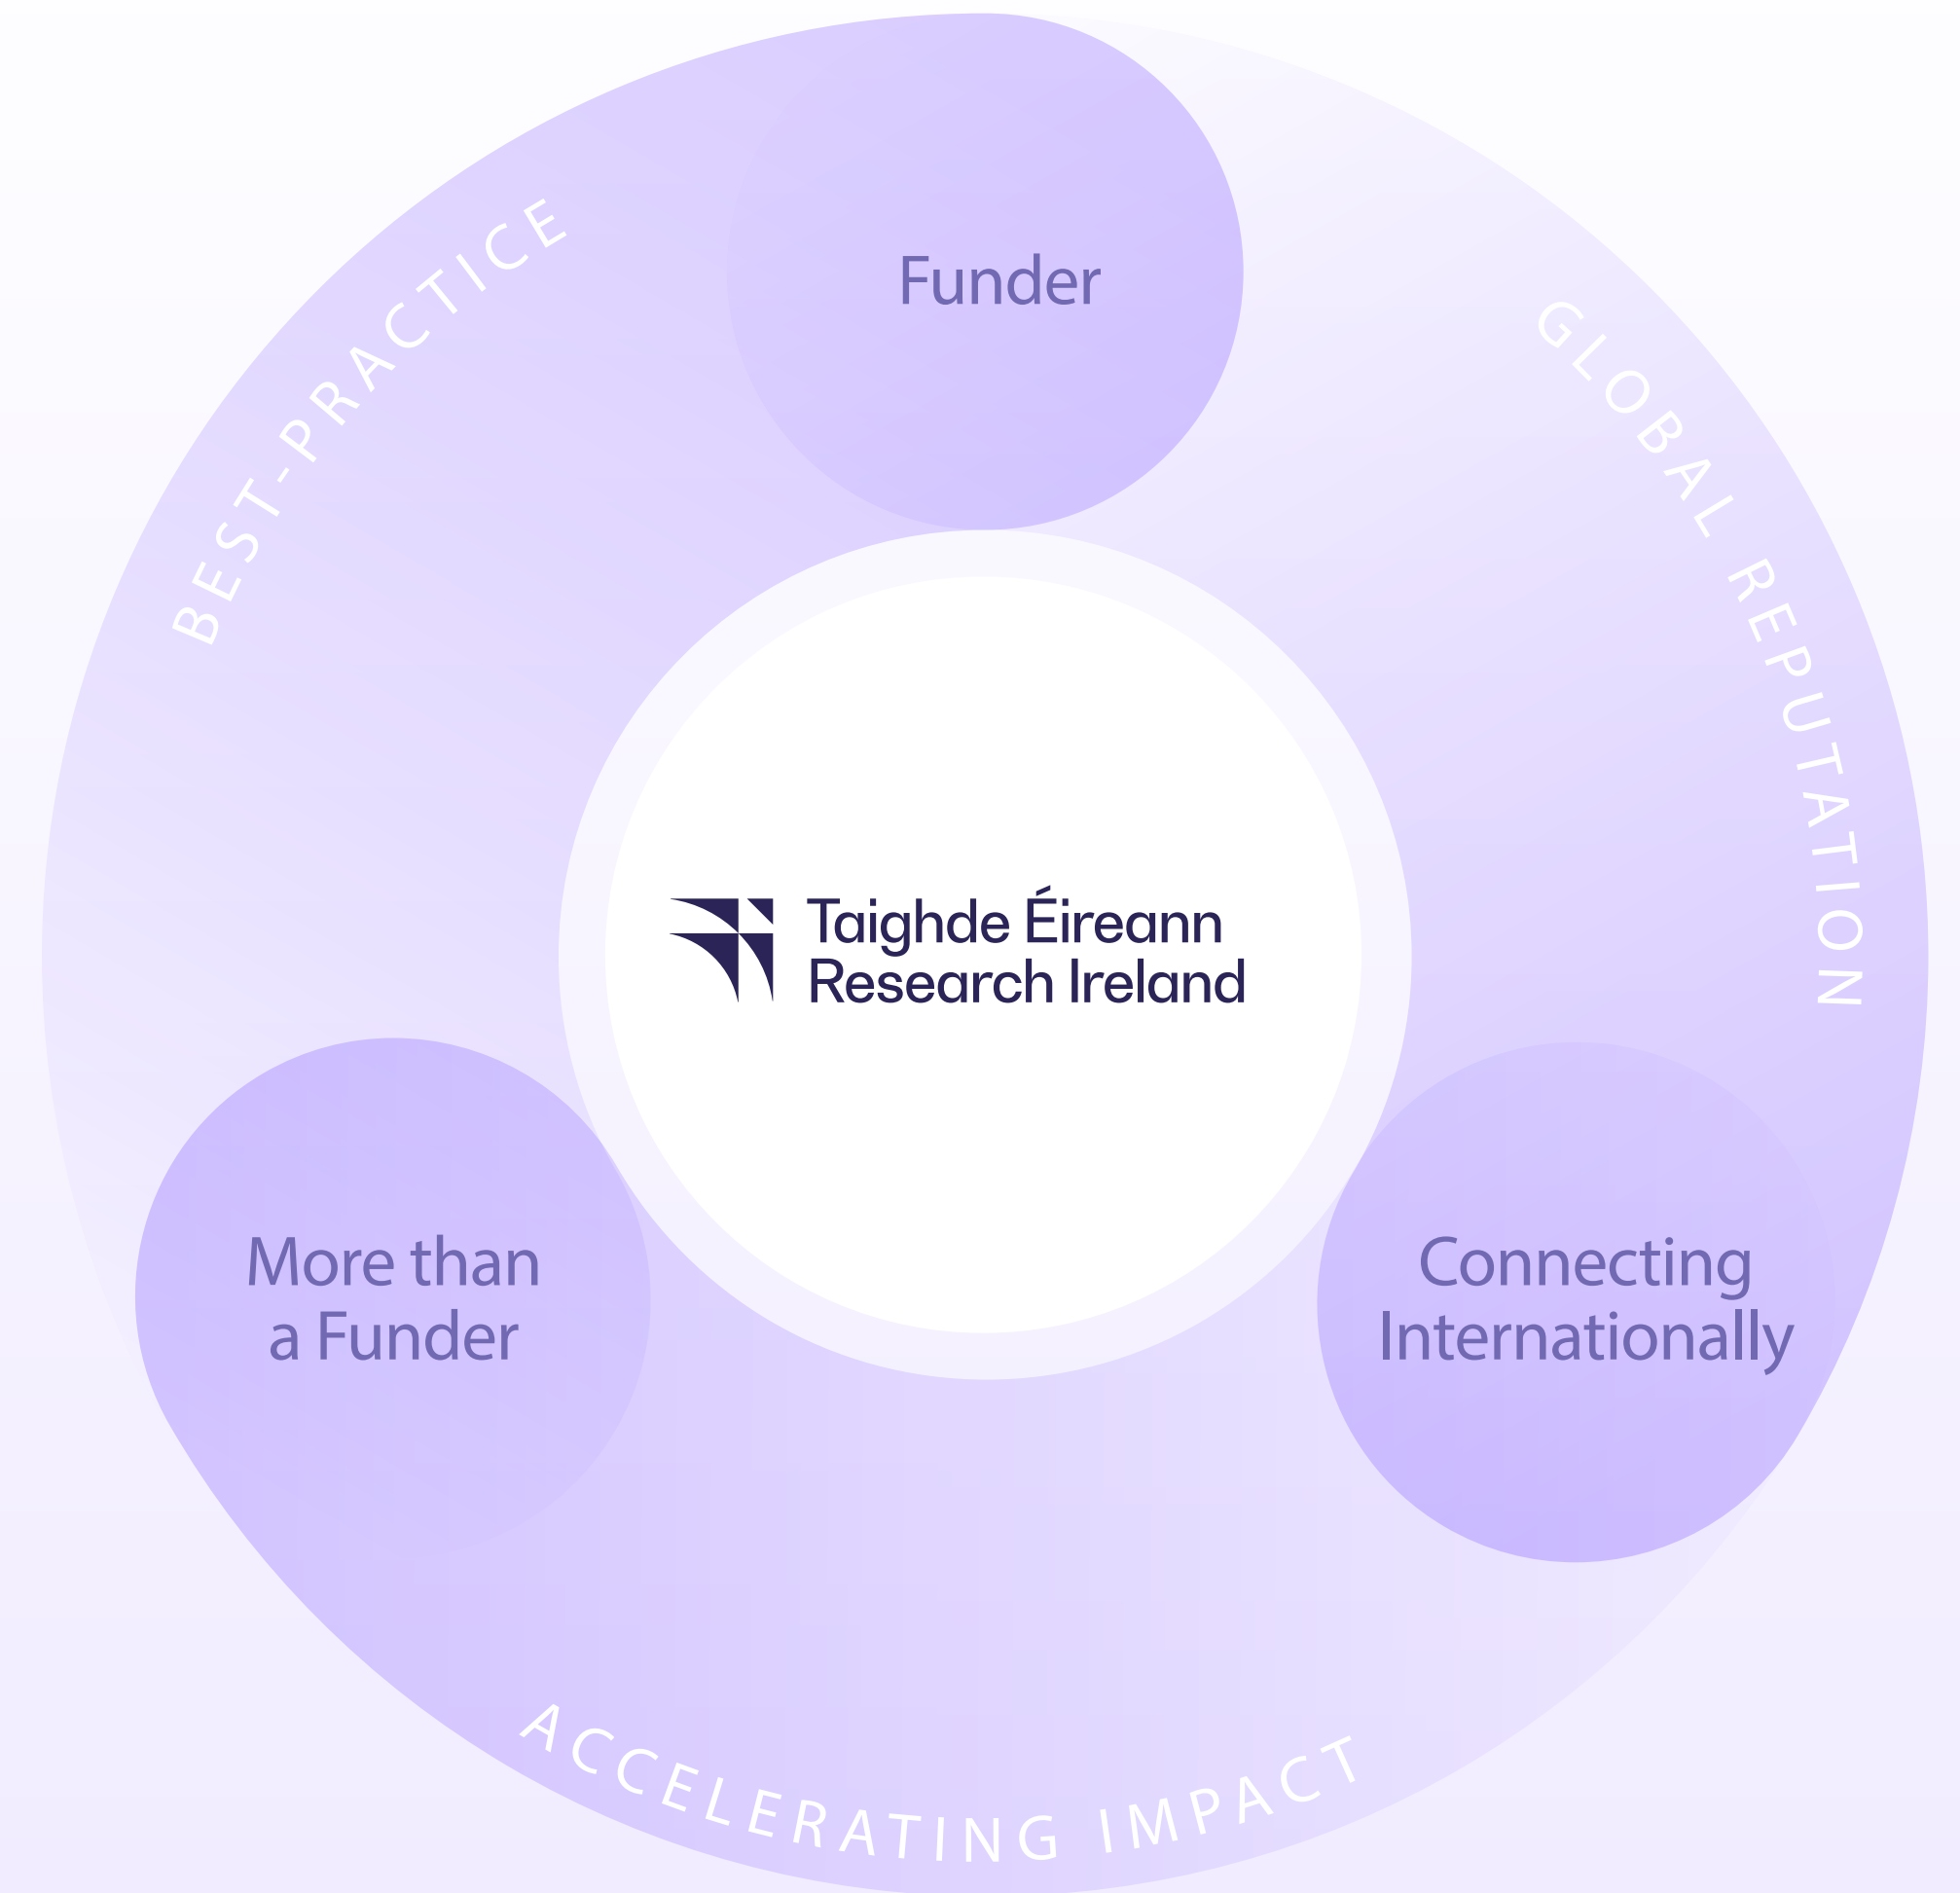 BEST-PRACTICE
Funder
GLOBAL REPUTATION
Taighde Éireann
Research Ireland
More than
a Funder
Connecting
Internationally
ACCELERATING IMPACT